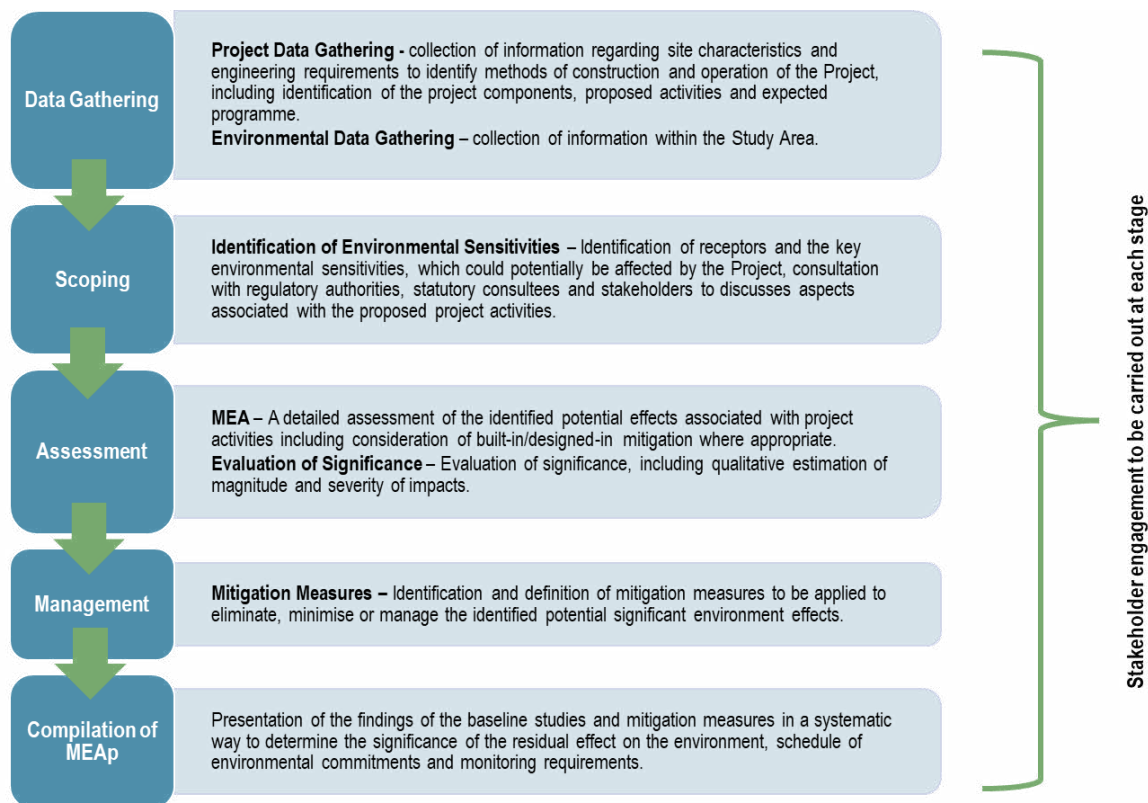 Data Gathering
Project Data Gathering - collection of information regarding site characteristics and
engineering requirements to identify methods of construction and operation of the Project,
including identification of the project components, proposed activities and expected
programme.
Environmental Data Gathering – collection of information within the Study Area.
Scoping
Identification of Environmental Sensitivities – Identification of receptors and the key
environmental sensitivities, which could potentially be affected by the Project, consultation
with regulatory authorities, statutory consultees and stakeholders to discusses aspects
associated with the proposed project activities.
Assessment
MEA – A detailed assessment of the identified potential effects associated with project
activities including consideration of built-in/designed-in mitigation where appropriate.
Evaluation of Significance – Evaluation of significance, including qualitative estimation of
magnitude and severity of impacts.
Management
Mitigation Measures – Identification and definition of mitigation measures to be applied to
eliminate, minimise or manage the identified potential significant environment effects.
Compilation of
MEAp
Presentation of the findings of the baseline studies and mitigation measures in a systematic
way to determine the significance of the residual effect on the environment, schedule of
environmental commitments and monitoring requirements.
Stakeholder engagement to be carried out at each stage